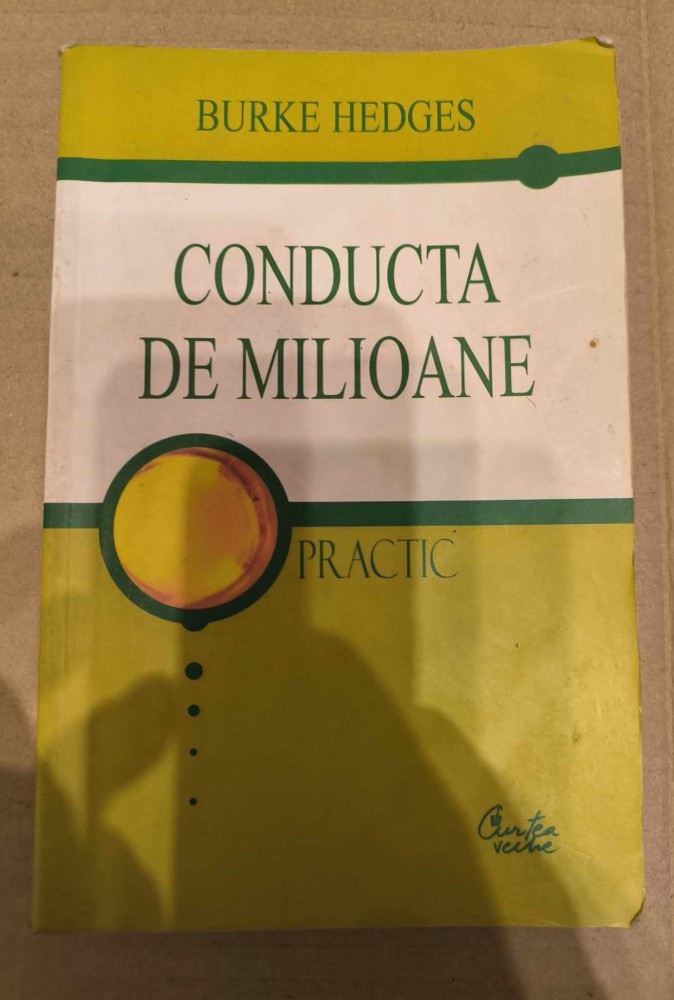 BURKE HEDGES
CONDUCTA
DE MILIOANE
PRACTIC
Curtea
veche